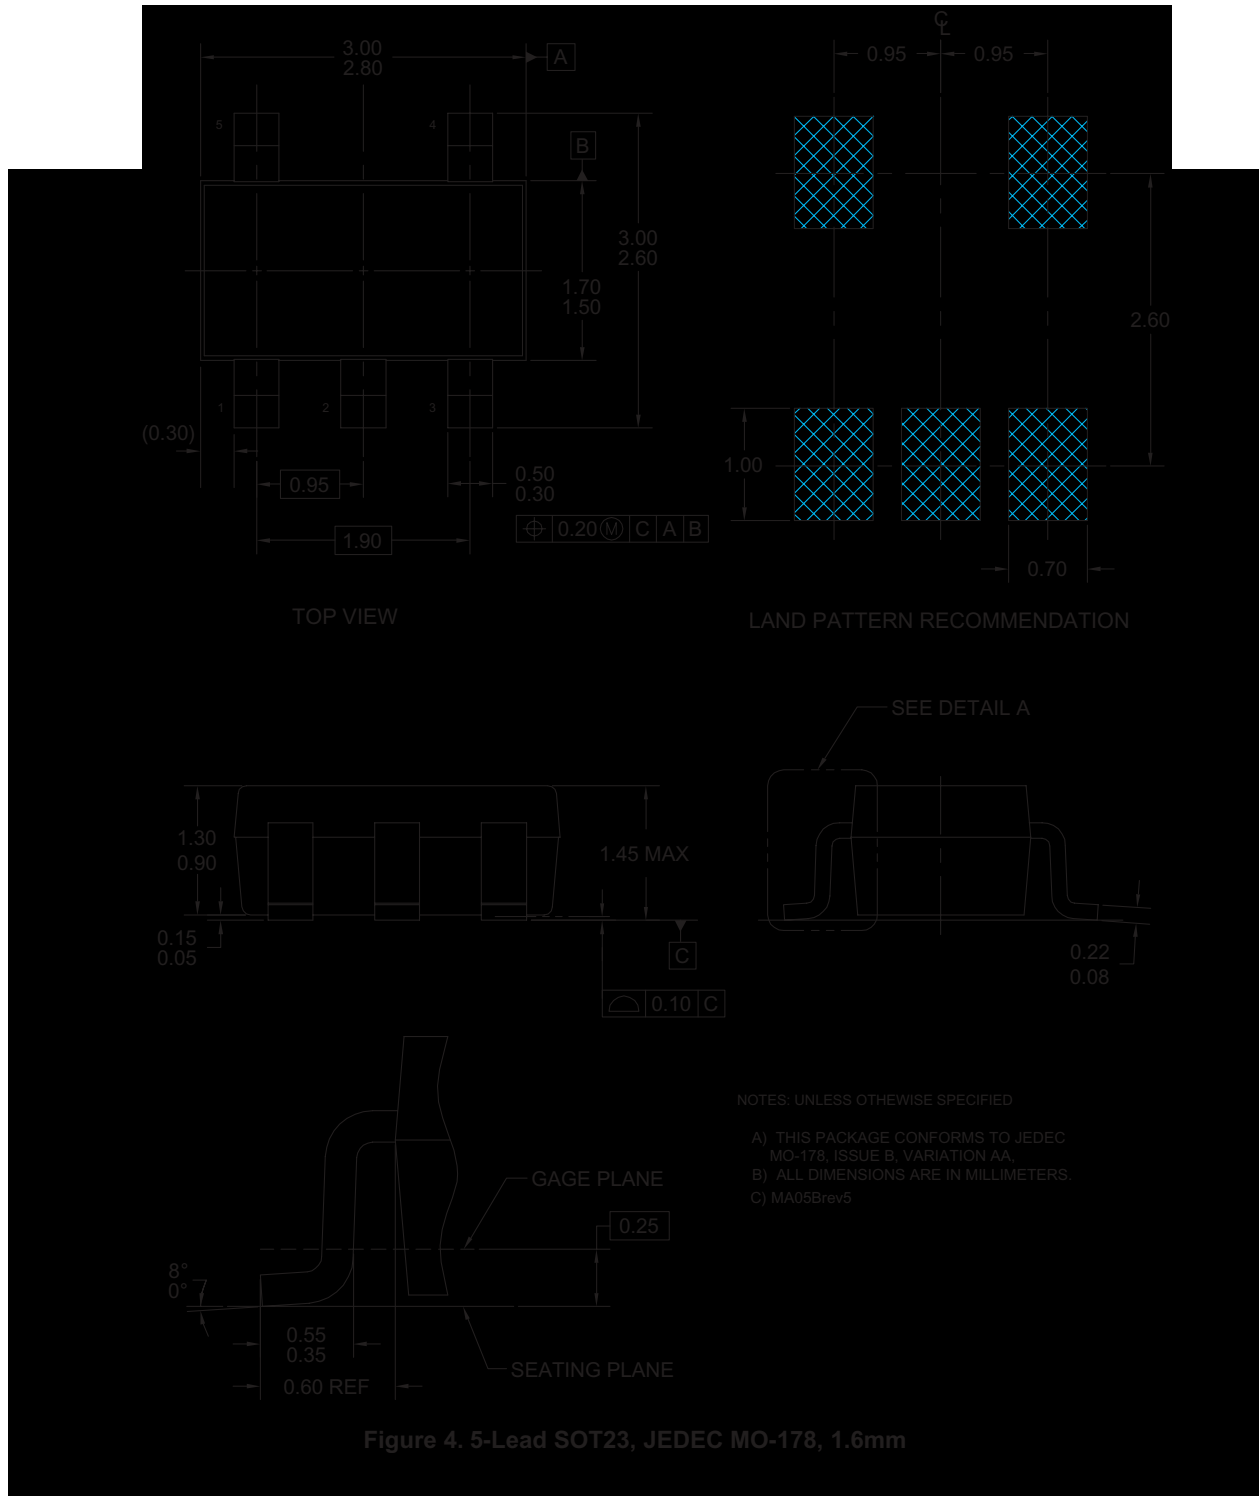 3.00
2.80
A
5
4
B
3.00
2.60
1.70
1.50
1
2
3
(0.30)
0.95
0.50
0.30
0.20 Ⓜ C A B
1.90
TOP VIEW
CL
0.95
0.95
2.60
1.00
0.70
LAND PATTERN RECOMMENDATION
SEE DETAIL A
1.30
0.90
1.45 MAX
0.15
0.05
C
0.10 C
0.22
0.08
NOTES: UNLESS OTHEWISE SPECIFIED
A) THIS PACKAGE CONFORMS TO JEDEC
MO-178, ISSUE B, VARIATION AA,
B) ALL DIMENSIONS ARE IN MILLIMETERS.
C) MA05Brev5
GAGE PLANE
0.25
8°
0°
0.55
0.35
0.60 REF
SEATING PLANE
Figure 4. 5-Lead SOT23, JEDEC MO-178, 1.6mm